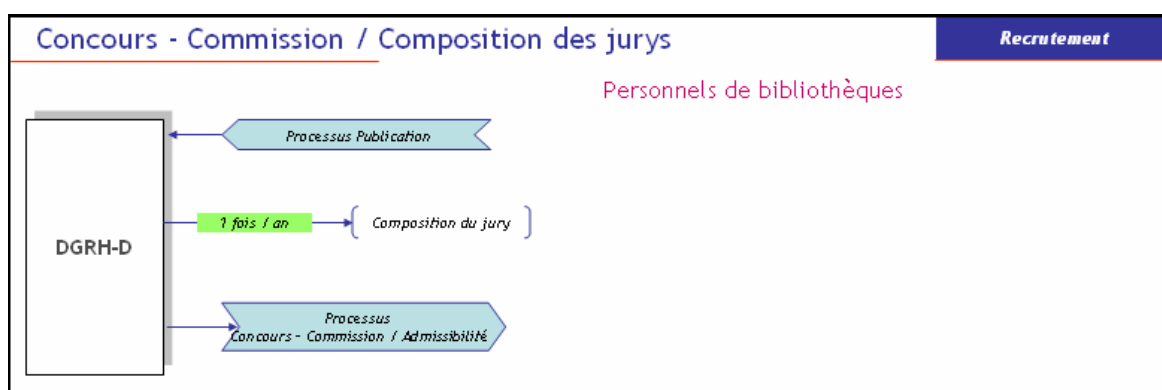 Concours - Commission / Composition des jurys
Recrutement
Personnels de bibliothèques
Processus Publication
1 fois / an
Composition du jury
DGRH-D
Processus
Concours - Commission / Admissibilité